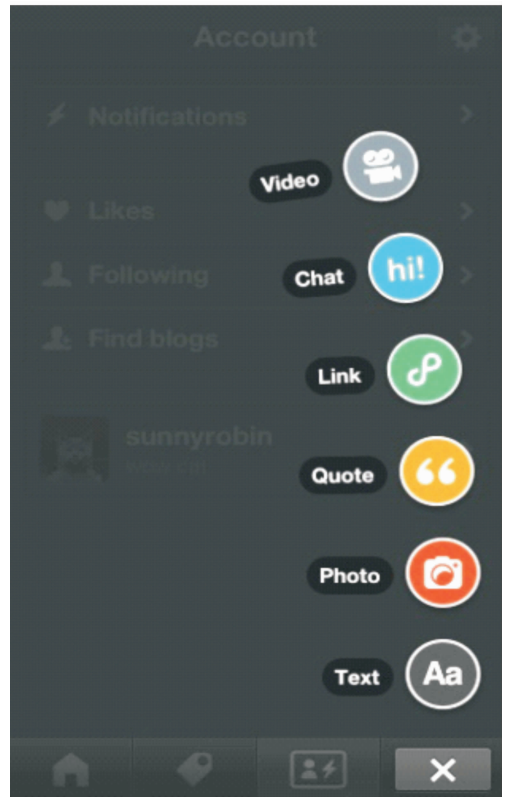 Account
Notifications
Video
Likes
hi!
Chat
Following
Link
Find blogs
sunnyrobin
Quote
Photo
Aa
Text